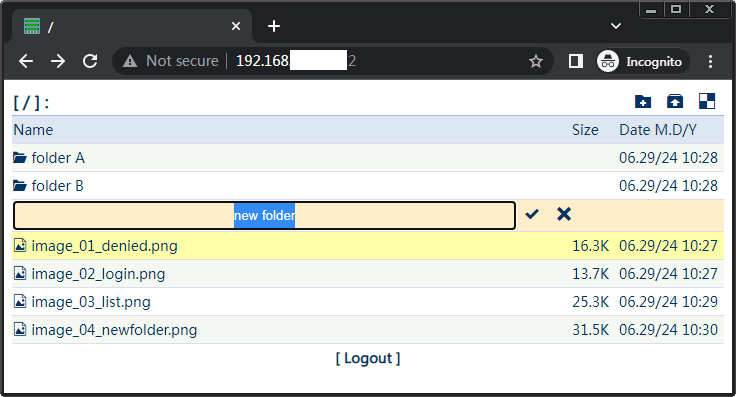 /
Not secure | 192.168. 2 Incognito
[ / ] :
Name Size Date M.D/Y
folder A 06.29/24 10:28
folder B 06.29/24 10:28
new folder
image_01_denied.png 16.3K 06.29/24 10:27
image_02_login.png 13.7K 06.29/24 10:27
image_03_list.png 25.3K 06.29/24 10:29
image_04_newfolder.png 31.5K 06.29/24 10:30
[ Logout ]